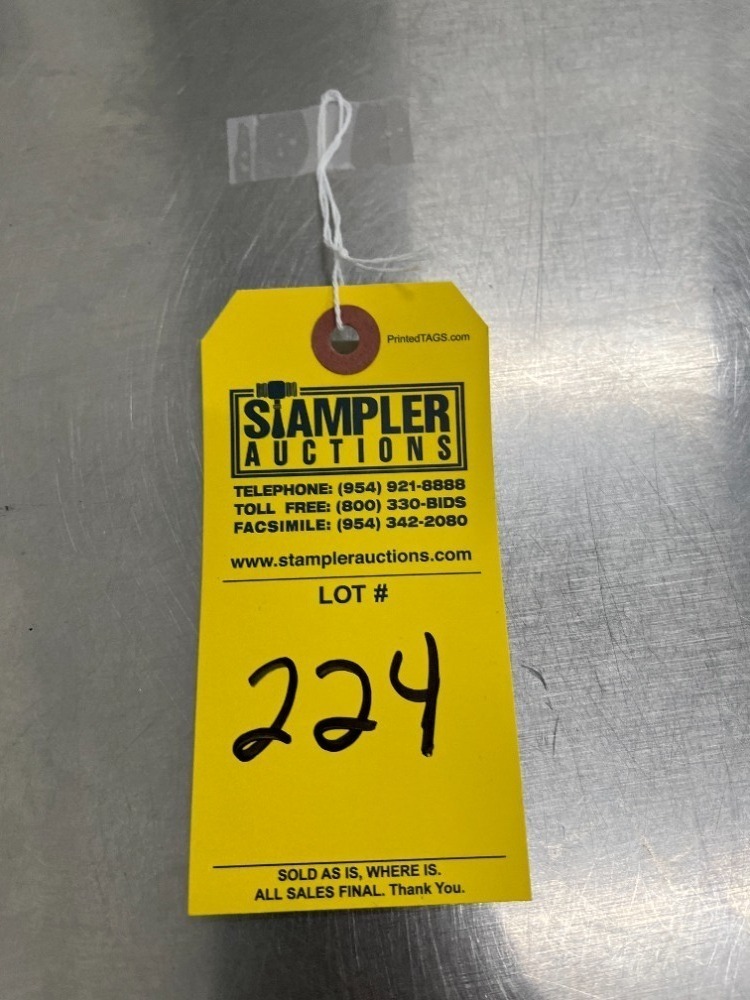 PrintedTAGS.com
STAMPLER
AUCTIONS
TELEPHONE: (954) 921-8888
TOLL FREE: (800) 330-BIDS
FACSIMILE: (954) 342-2080
www.stamplerauctions.com
LOT #
224
SOLD AS IS, WHERE IS.
ALL SALES FINAL. Thank You.